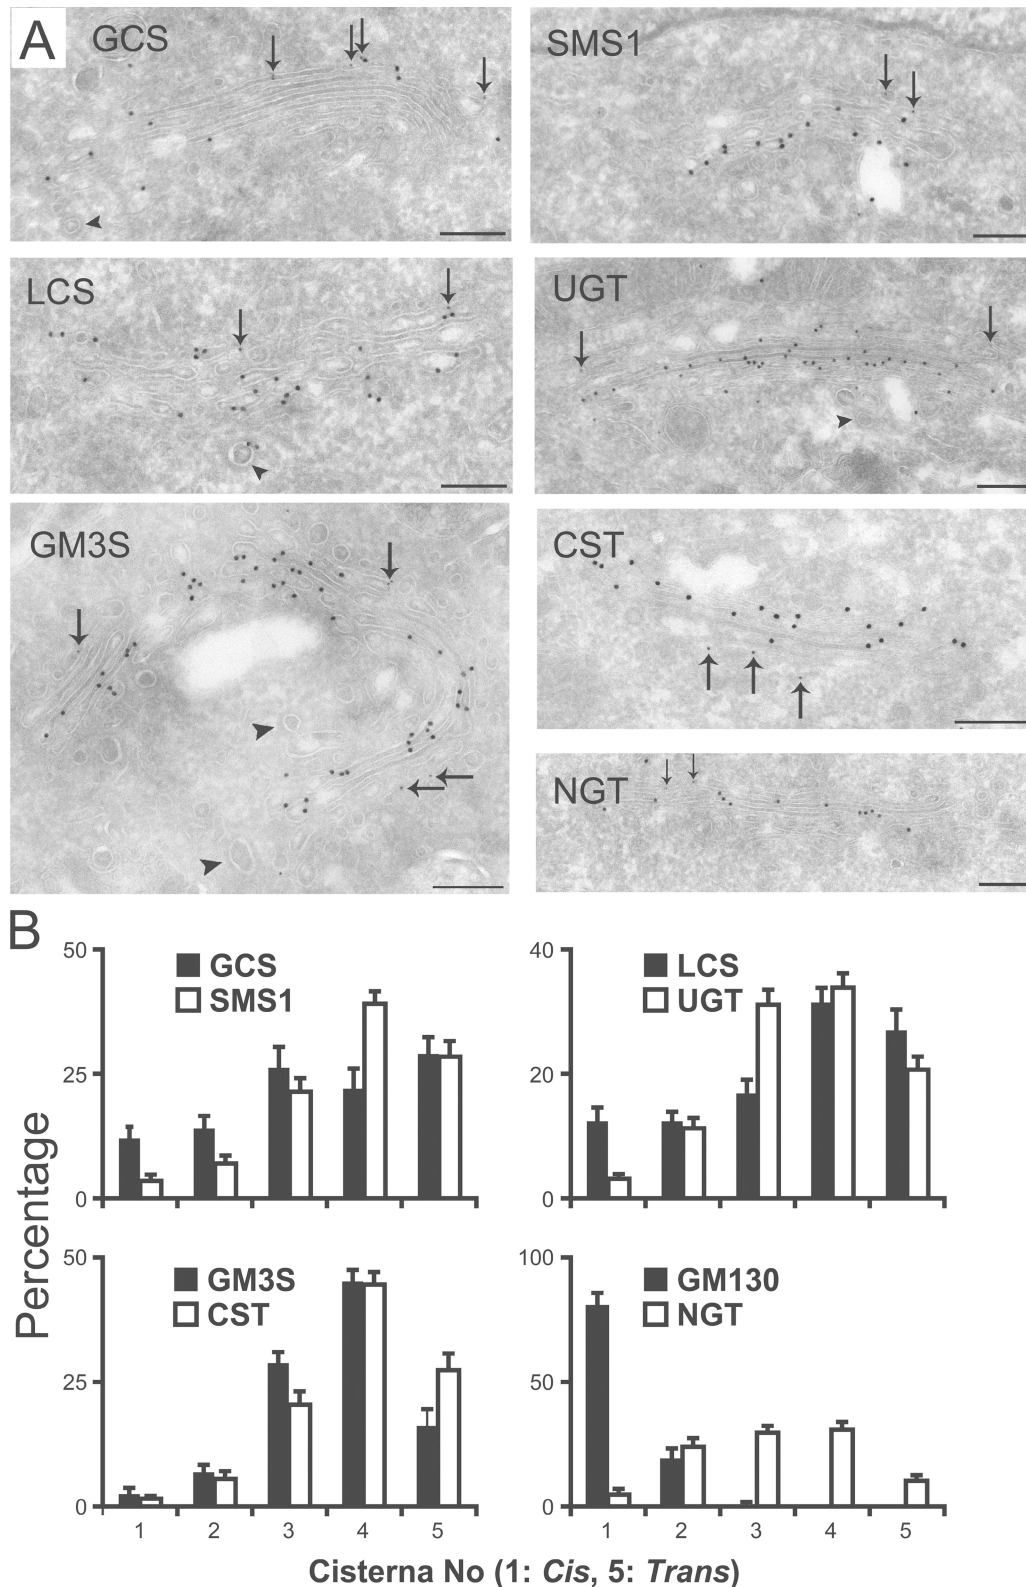 A
GCS
SMS1
LCS
UGT
GM3S
CST
NGT
B
Percentage
50
25
0
GCS
SMS1
40
20
0
LCS
UGT
50
25
0
GM3S
CST
1 2 3 4 5
100
50
0
GM130
NGT
1 2 3 4 5
Cisterna No (1: Cis, 5: Trans)